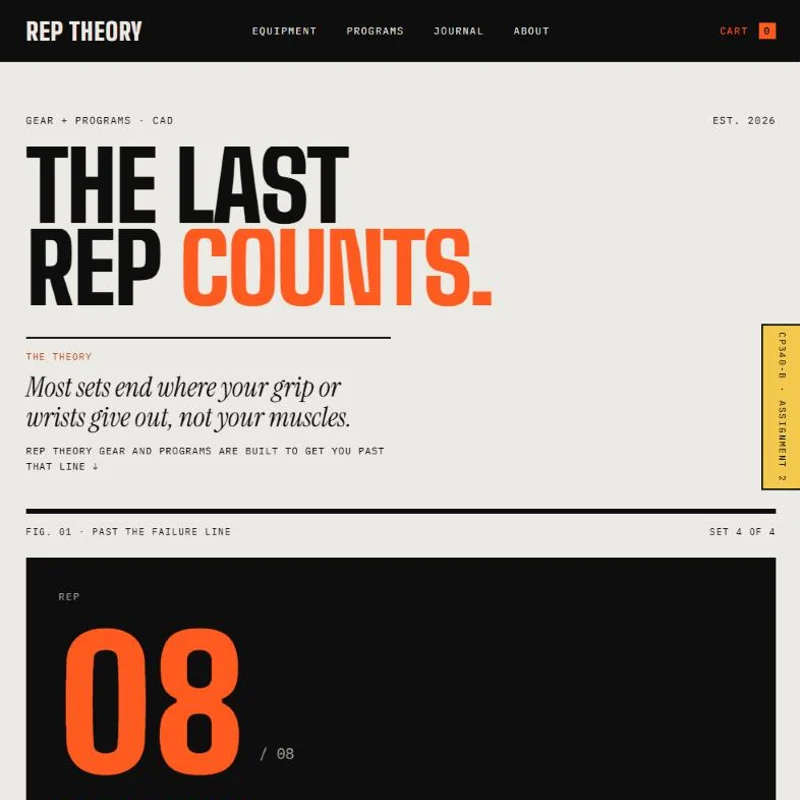 REP THEORY
EQUIPMENT PROGRAMS JOURNAL ABOUT
CART 0
GEAR + PROGRAMS · CAD
EST. 2026
THE LAST
REP COUNTS.
THE THEORY
Most sets end where your grip or
wrists give out, not your muscles.
REP THEORY GEAR AND PROGRAMS ARE BUILT TO GET YOU PAST
THAT LINE ↓
CP340-B · ASSIGNMENT 2
FIG. 01 · PAST THE FAILURE LINE
SET 4 OF 4
REP
08
/ 08